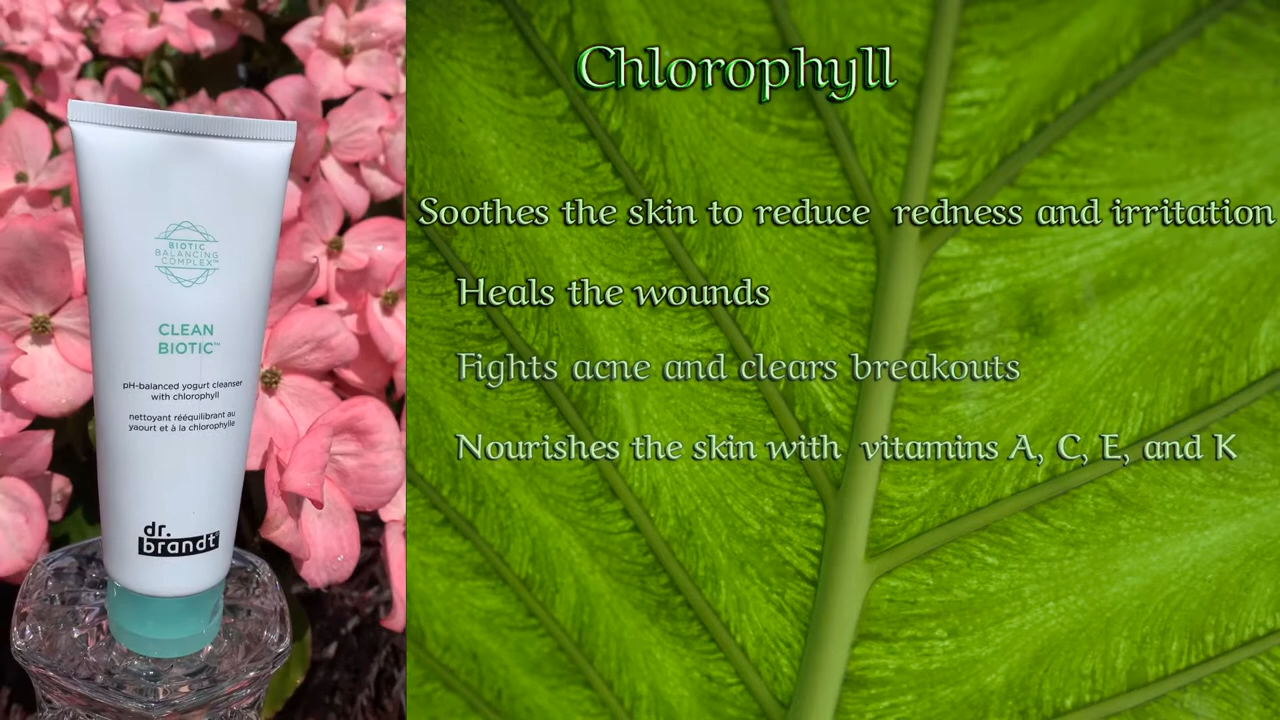 BIOTIC
BALANCING
COMPLEX™
CLEAN
BIOTIC™
pH-balanced yogurt cleanser
with chlorophyll
nettoyant rééquilibrant au
yaourt et à la chlorophylle
dr.
brandt®
Chlorophyll
Soothes the skin to reduce redness and irritation
Heals the wounds
Fights acne and clears breakouts
Nourishes the skin with vitamins A, C, E, and K